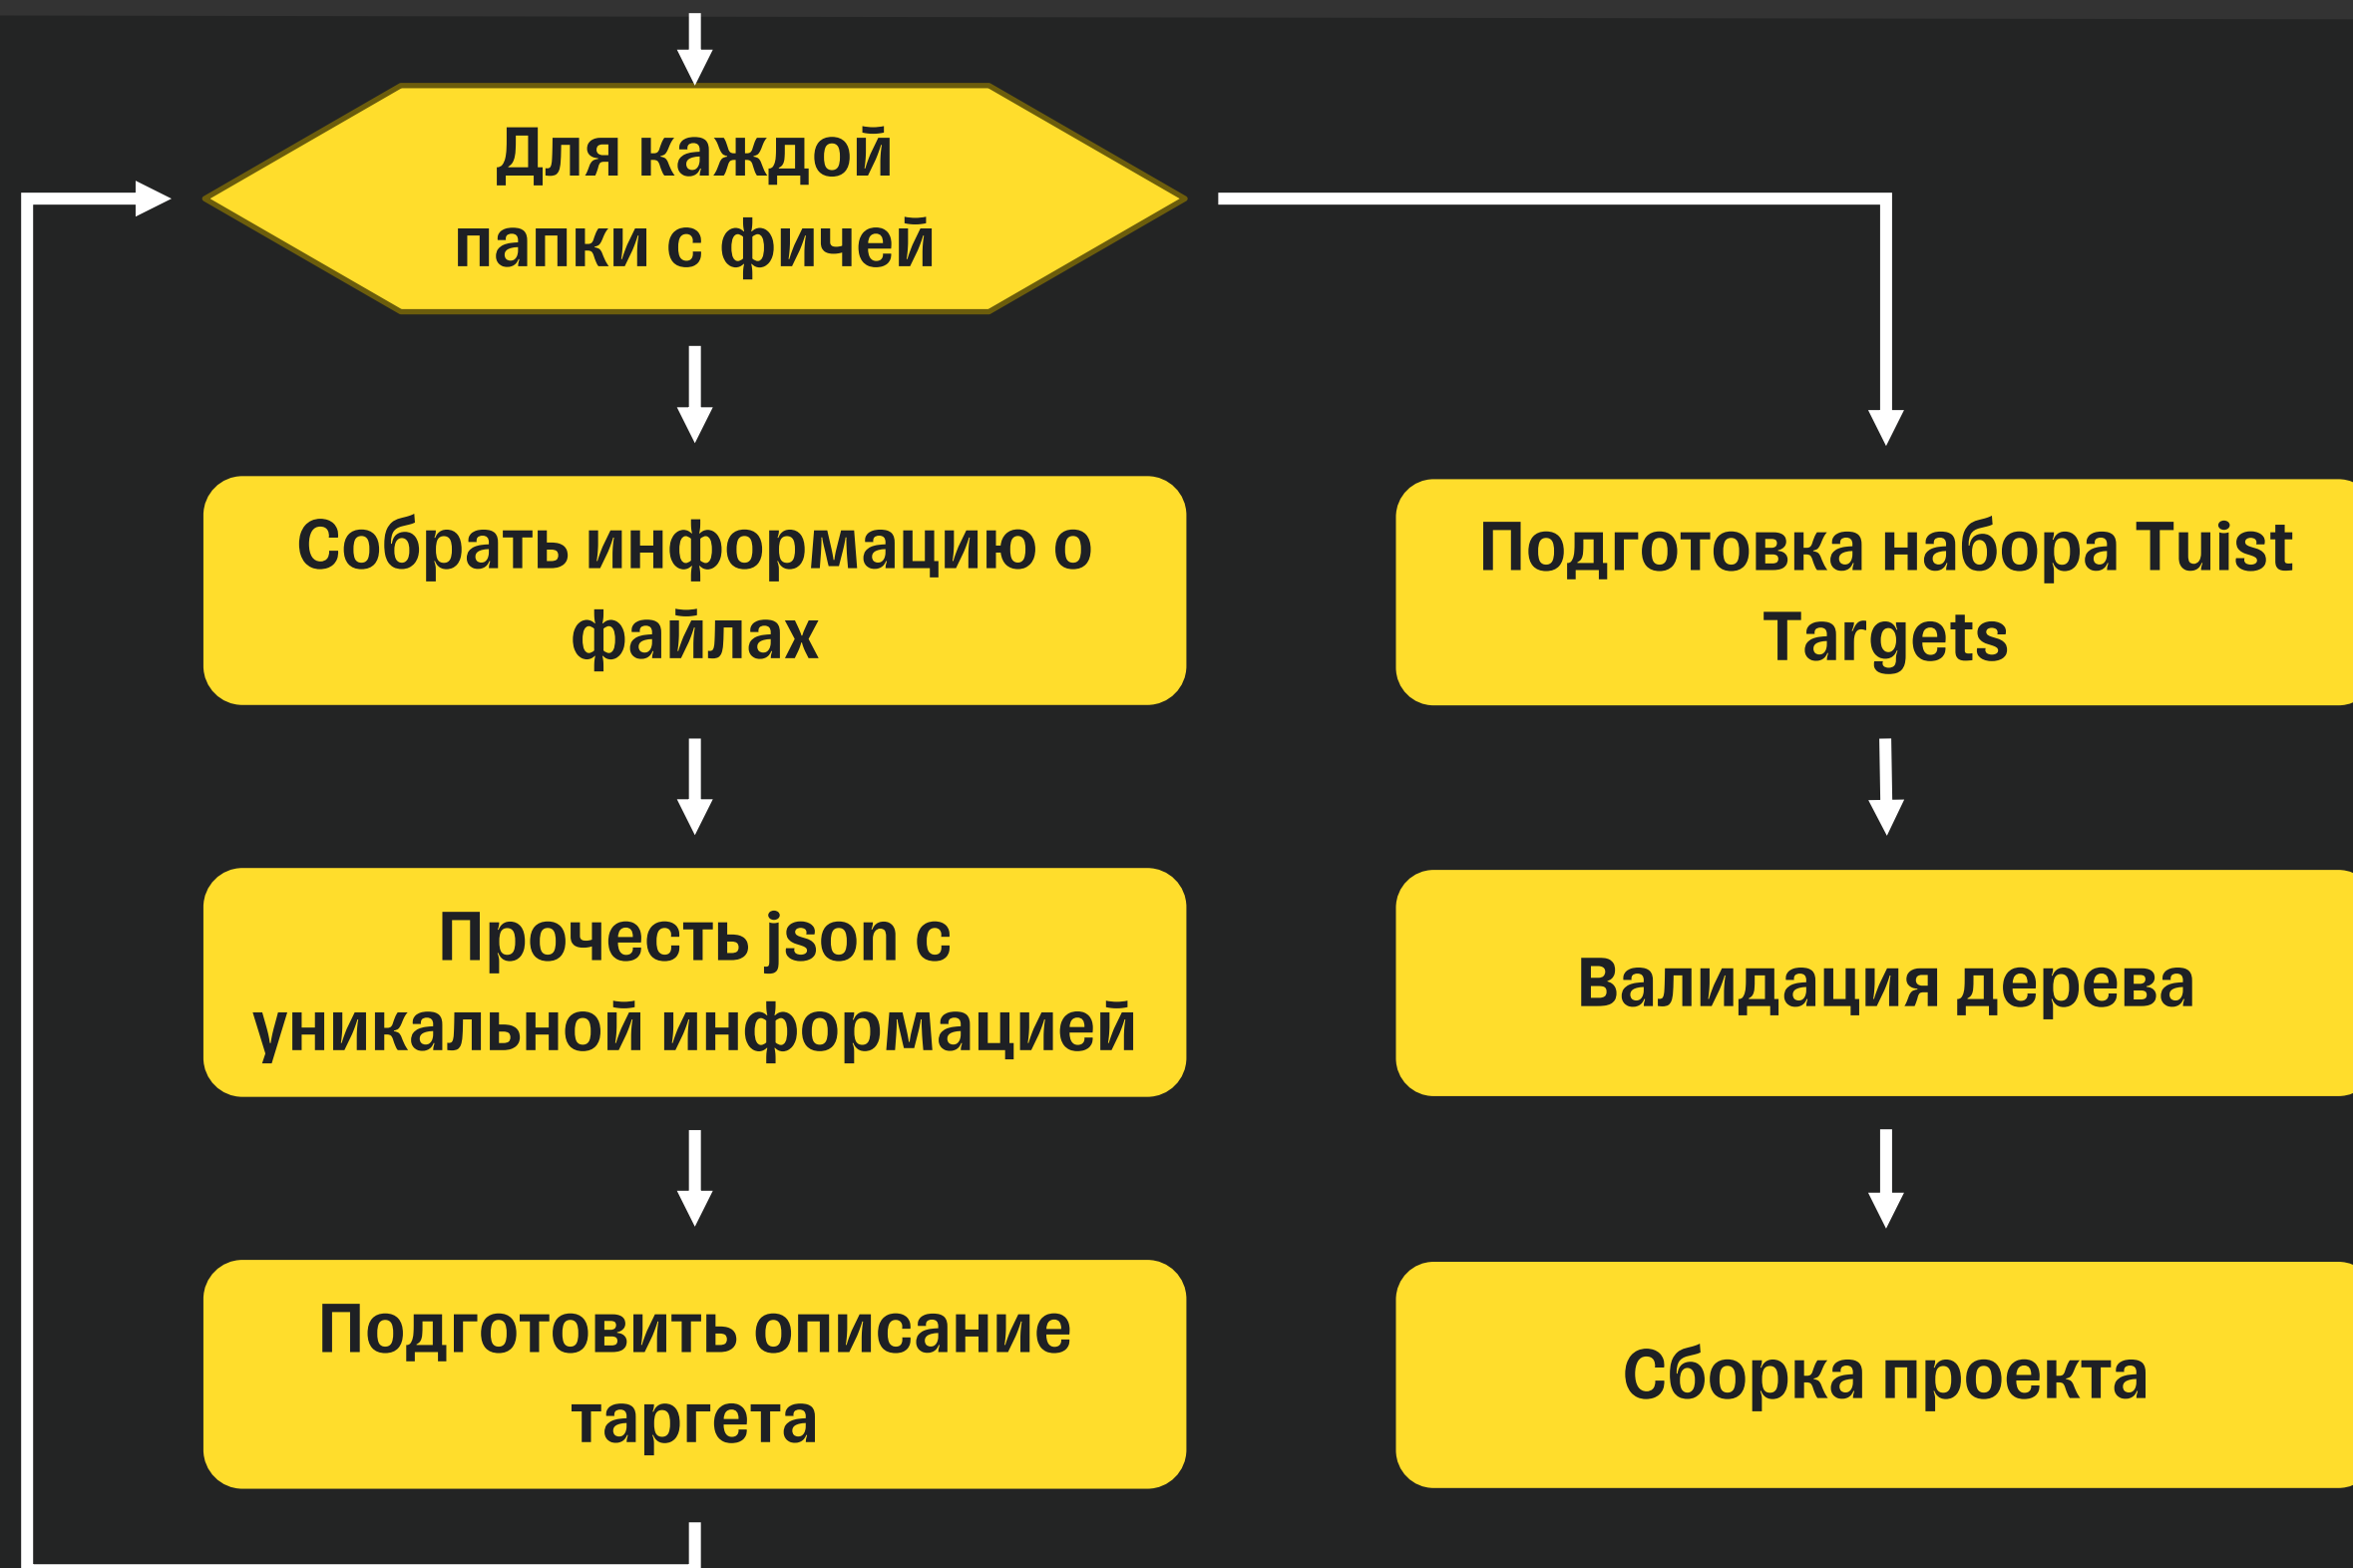 Для каждой
папки с фичей
Собрать информацию о
файлах
Прочесть json с
уникальной информацией
Подготовить описание
таргета
Подготовка набора Tuist
Targets
Валидация дерева
Сборка проекта